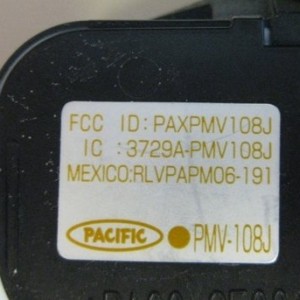 FCC ID: PAXPMV108J
IC :3729A-PMV108J
MEXICO:RLVPAPM06-191
PACIFIC ●PMV-108J